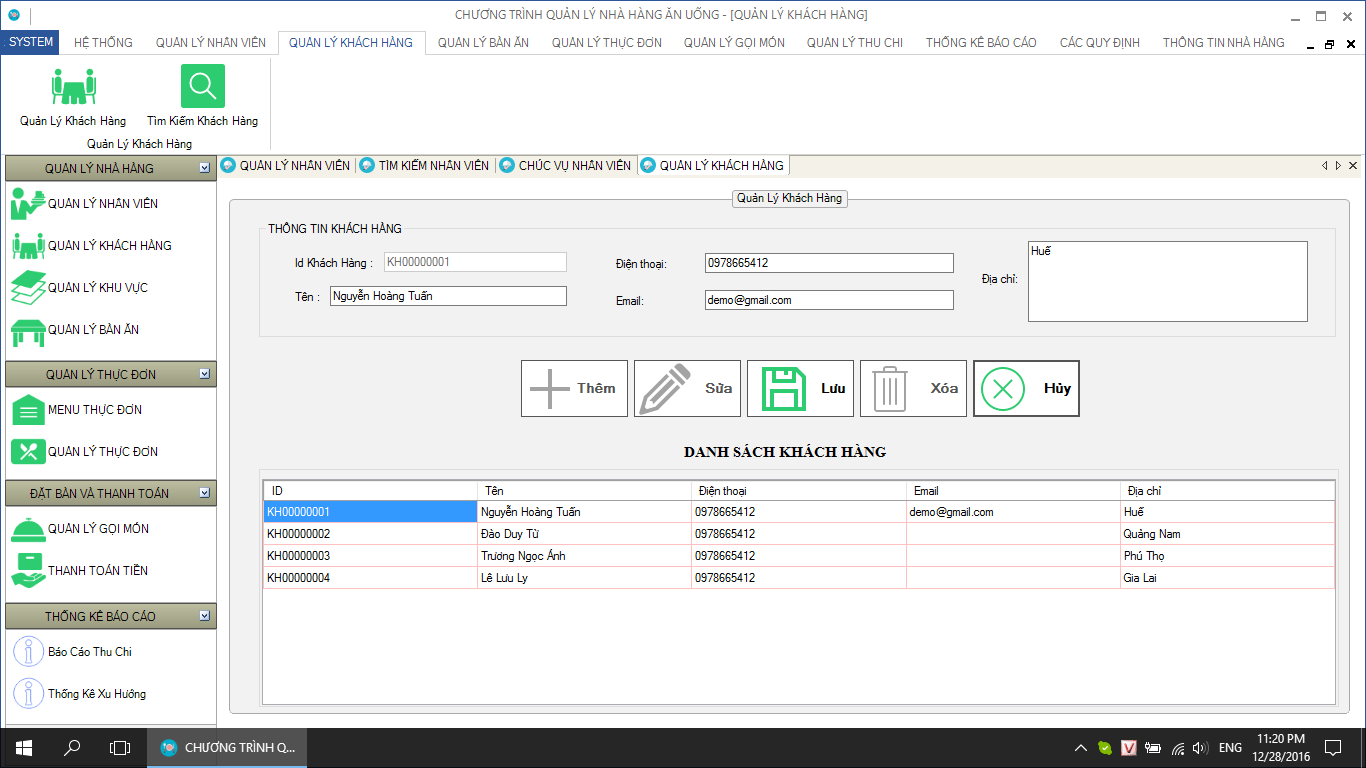 CHƯƠNG TRÌNH QUẢN LÝ NHÀ HÀNG ĂN UỐNG - [QUẢN LÝ KHÁCH HÀNG]
SYSTEM HỆ THỐNG QUẢN LÝ NHÂN VIÊN QUẢN LÝ KHÁCH HÀNG QUẢN LÝ BÀN ĂN QUẢN LÝ THỰC ĐƠN QUẢN LÝ GỌI MÓN QUẢN LÝ THU CHI THỐNG KÊ BÁO CÁO CÁC QUY ĐỊNH THÔNG TIN NHÀ HÀNG
Quản Lý Khách Hàng Tìm Kiếm Khách Hàng
Quản Lý Khách Hàng
QUẢN LÝ NHÀ HÀNG
QUẢN LÝ NHÂN VIÊN
QUẢN LÝ KHÁCH HÀNG
QUẢN LÝ KHU VỰC
QUẢN LÝ BÀN ĂN
QUẢN LÝ THỰC ĐƠN
MENU THỰC ĐƠN
QUẢN LÝ THỰC ĐƠN
ĐẶT BÀN VÀ THANH TOÁN
QUẢN LÝ GỌI MÓN
THANH TOÁN TIỀN
THỐNG KÊ BÁO CÁO
Báo Cáo Thu Chi
Thống Kê Xu Hướng
QUẢN LÝ NHÂN VIÊN TÌM KIẾM NHÂN VIÊN CHỨC VỤ NHÂN VIÊN QUẢN LÝ KHÁCH HÀNG
Quản Lý Khách Hàng
THÔNG TIN KHÁCH HÀNG
Id Khách Hàng : KH00000001
Tên : Nguyễn Hoàng Tuấn
Điện thoại: 0978665412
Email: demo@gmail.com
Địa chỉ: Huế
Thêm Sửa Lưu Xóa Hủy
DANH SÁCH KHÁCH HÀNG
ID Tên Điện thoại Email Địa chỉ
KH00000001 Nguyễn Hoàng Tuấn 0978665412 demo@gmail.com Huế
KH00000002 Đào Duy Từ 0978665412 Quảng Nam
KH00000003 Trương Ngọc Ánh 0978665412 Phú Thọ
KH00000004 Lê Lưu Ly 0978665412 Gia Lai
CHƯƠNG TRÌNH Q...
ENG
11:20 PM
12/28/2016